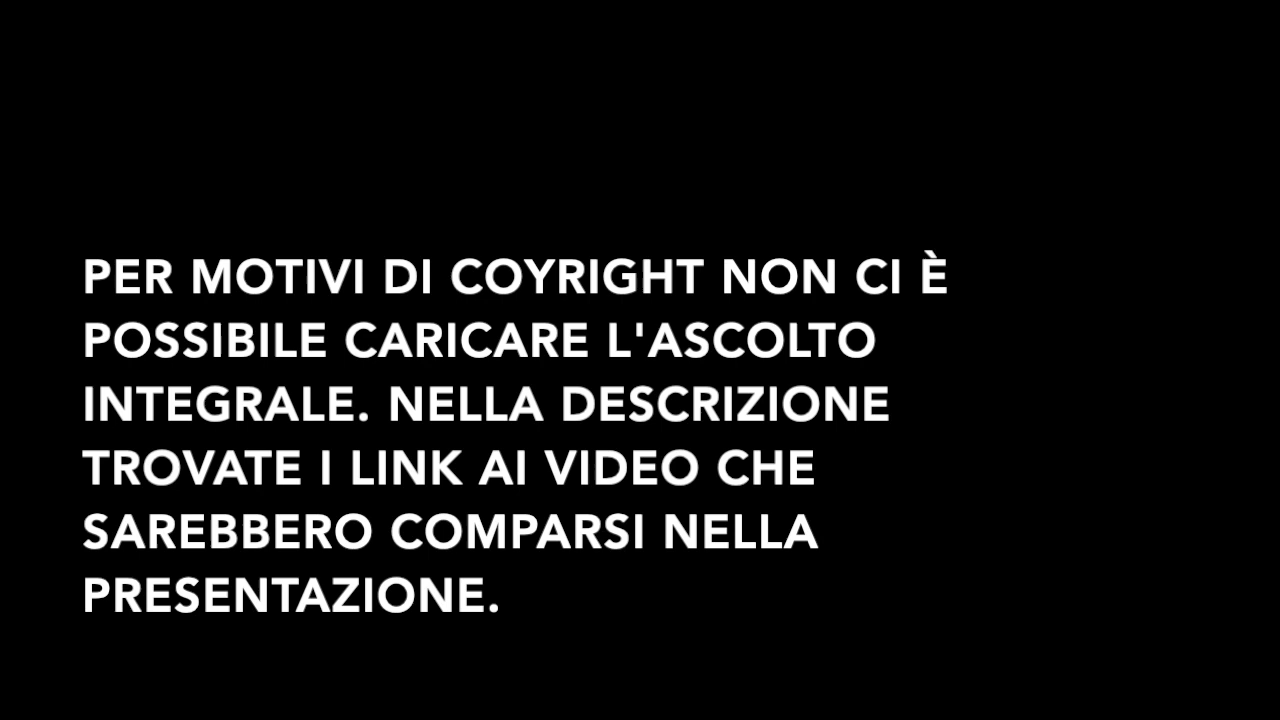 PER MOTIVI DI COYRIGHT NON CI È
POSSIBILE CARICARE L'ASCOLTO
INTEGRALE. NELLA DESCRIZIONE
TROVATE I LINK AI VIDEO CHE
SAREBBERO COMPARSI NELLA
PRESENTAZIONE.